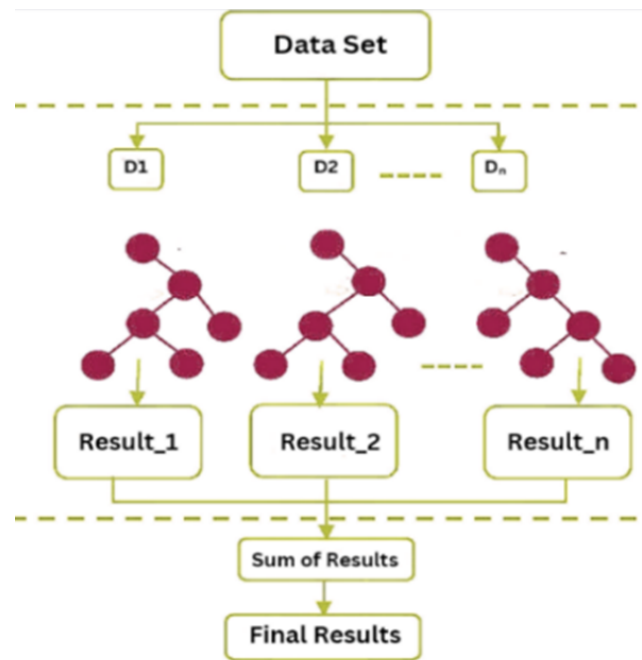 Data Set
D1
D2
Dₙ
Result_1
Result_2
Result_n
Sum of Results
Final Results